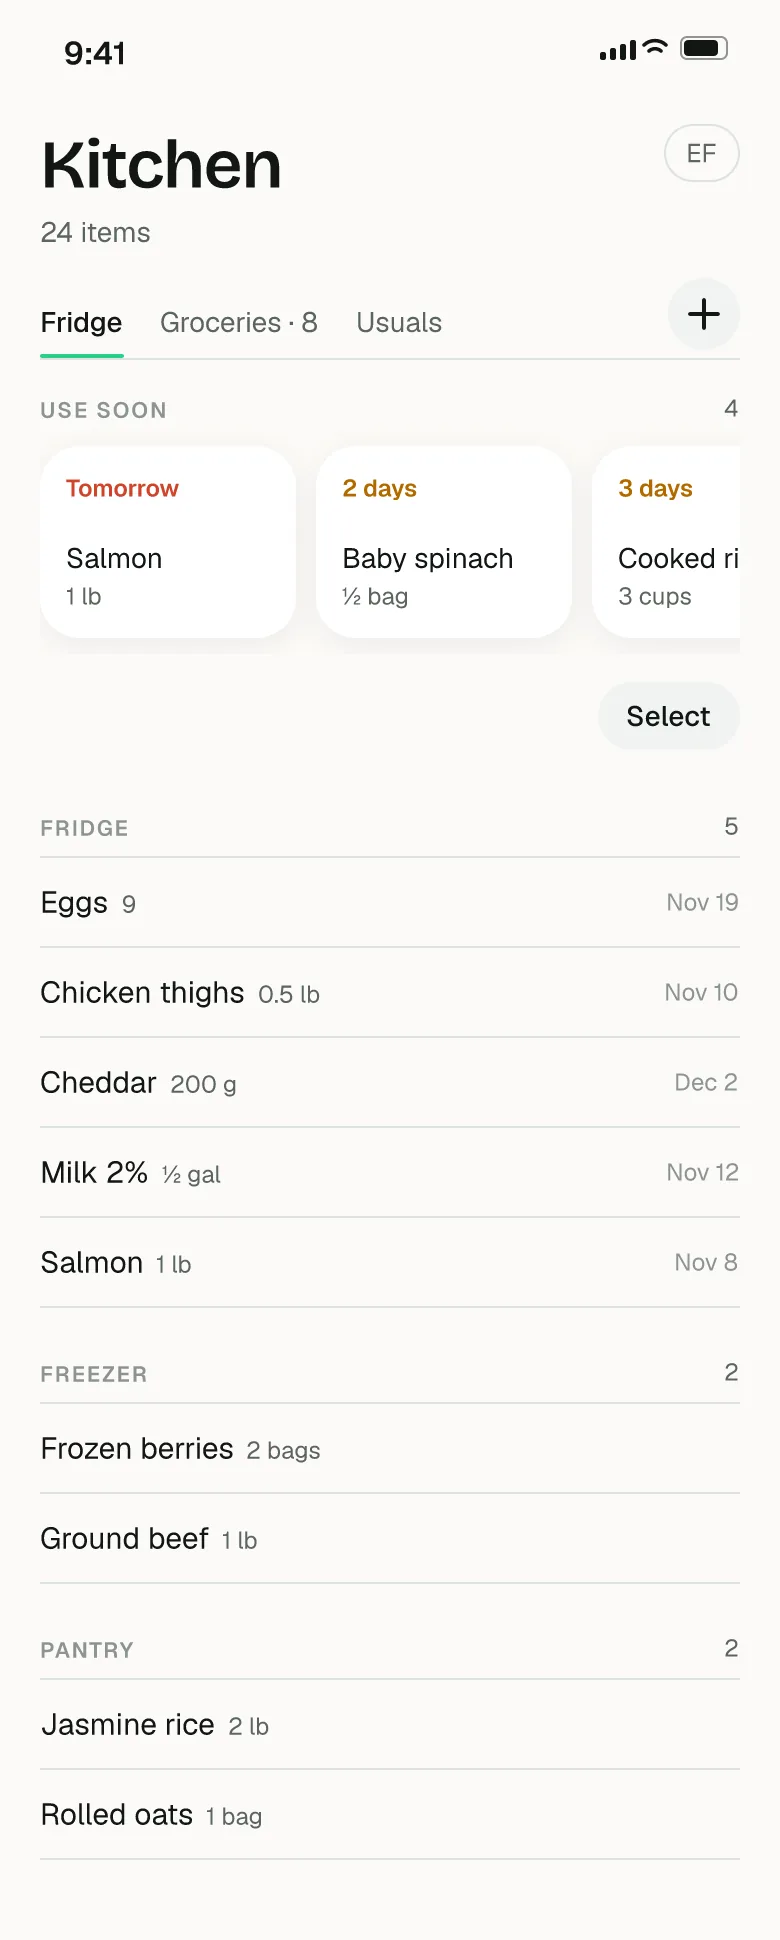 9:41
Kitchen
EF
24 items
Fridge Groceries · 8 Usuals
USE SOON 4
Tomorrow 2 days 3 days
Salmon Baby spinach Cooked ri
1 lb ½ bag 3 cups
Select
FRIDGE 5
Eggs 9 Nov 19
Chicken thighs 0.5 lb Nov 10
Cheddar 200 g Dec 2
Milk 2% ½ gal Nov 12
Salmon 1 lb Nov 8
FREEZER 2
Frozen berries 2 bags
Ground beef 1 lb
PANTRY 2
Jasmine rice 2 lb
Rolled oats 1 bag